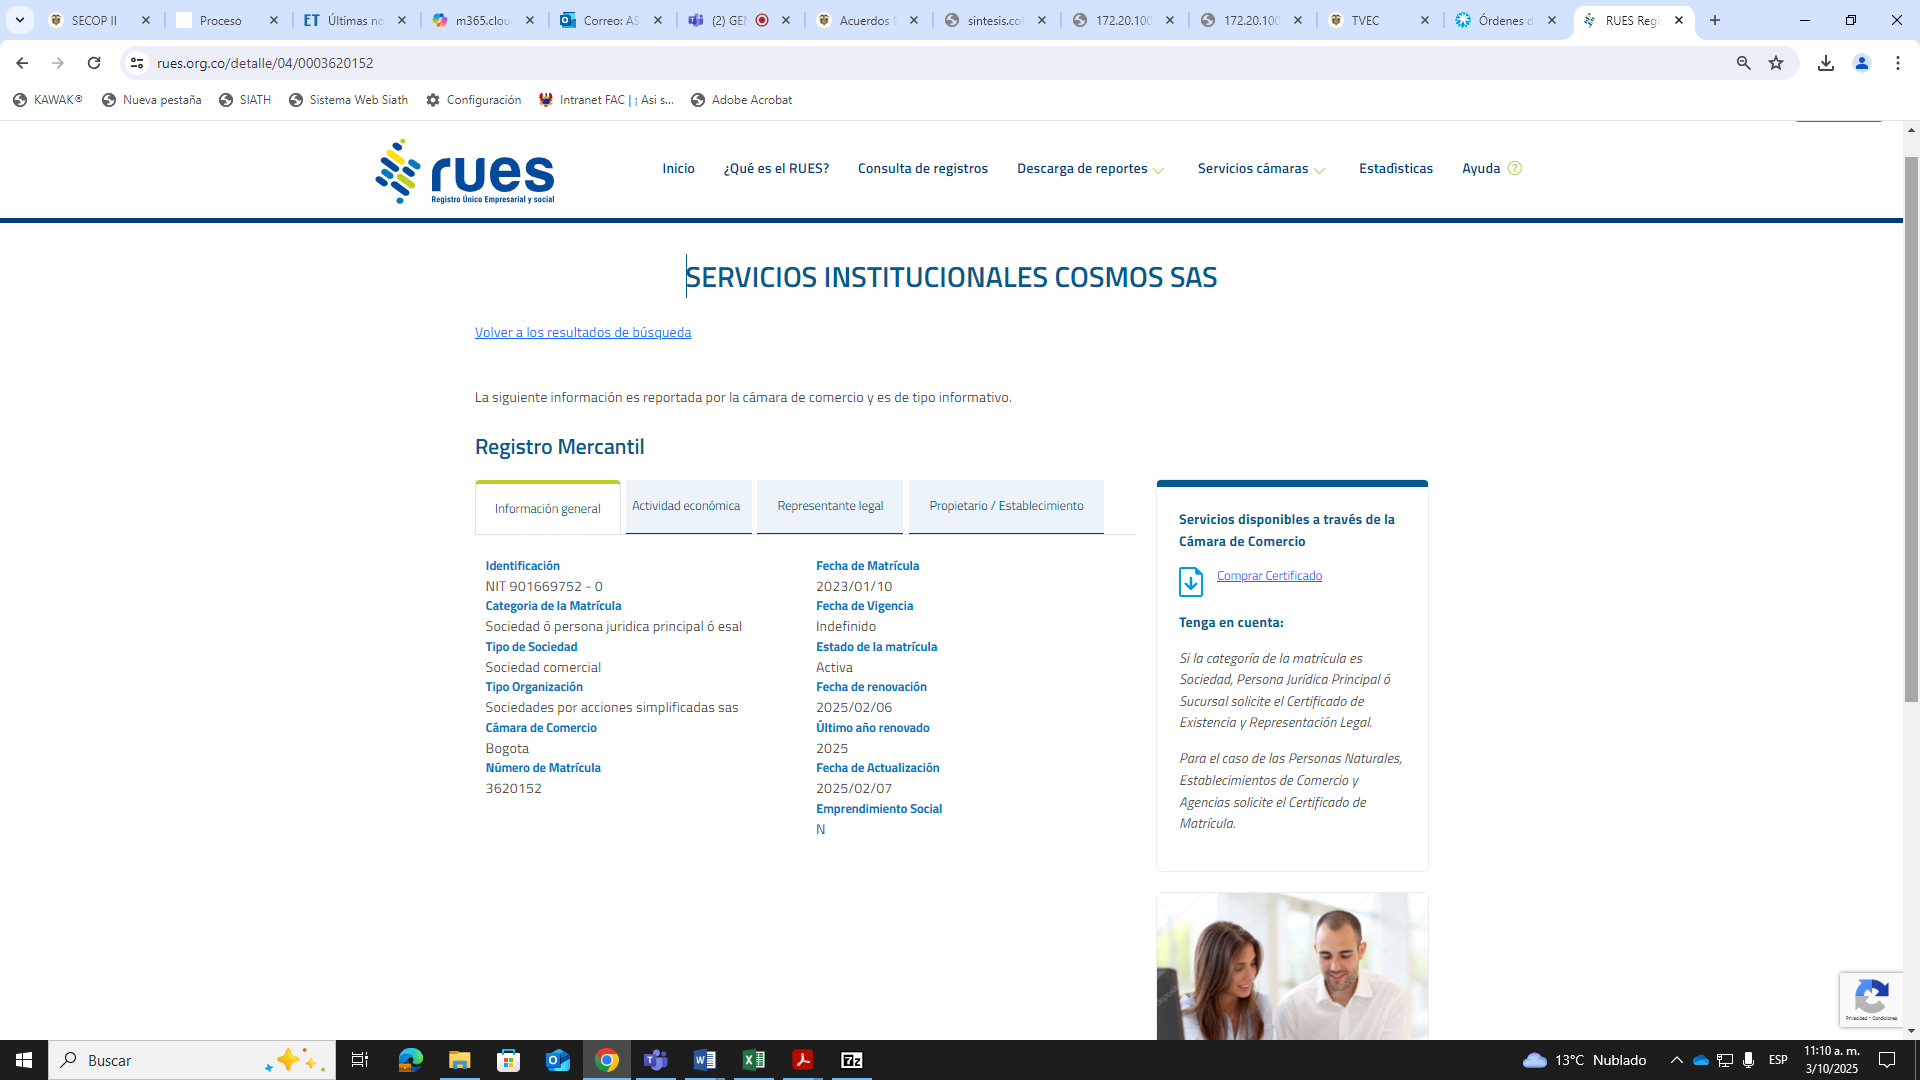 SECOP II
Proceso
ET Últimas no
m365.clou
Correo: AS
(2) GEN
Acuerdos
sintesis.co
172.20.100
172.20.100
TVEC
Órdenes d
RUES Regi
rues.org.co/detalle/04/0003620152
KAWAK®
Nueva pestaña
SIATH
Sistema Web Siath
Configuración
Intranet FAC | ¡ Asi s...
Adobe Acrobat
rues
Registro Único Empresarial y social
Inicio
¿Qué es el RUES?
Consulta de registros
Descarga de reportes
Servicios cámaras
Estadìsticas
Ayuda ?
SERVICIOS INSTITUCIONALES COSMOS SAS
Volver a los resultados de búsqueda
La siguiente información es reportada por la cámara de comercio y es de tipo informativo.
Registro Mercantil
Información general
Actividad económica
Representante legal
Propietario / Establecimiento
Identificación
NIT 901669752 - 0
Categoria de la Matrícula
Sociedad ó persona juridica principal ó esal
Tipo de Sociedad
Sociedad comercial
Tipo Organización
Sociedades por acciones simplificadas sas
Cámara de Comercio
Bogota
Número de Matrícula
3620152
Fecha de Matrícula
2023/01/10
Fecha de Vigencia
Indefinido
Estado de la matrícula
Activa
Fecha de renovación
2025/02/06
Último año renovado
2025
Fecha de Actualización
2025/02/07
Emprendimiento Social
N
Servicios disponibles a través de la
Cámara de Comercio
Comprar Certificado
Tenga en cuenta:
Si la categoría de la matrícula es
Sociedad, Persona Jurídica Principal ó
Sucursal solicite el Certificado de
Existencia y Representación Legal.
Para el caso de las Personas Naturales,
Establecimientos de Comercio y
Agencias solicite el Certificado de
Matrícula.
Privacidad - Condiciones
Buscar
13°C Nublado
ESP
11:10 a. m.
3/10/2025